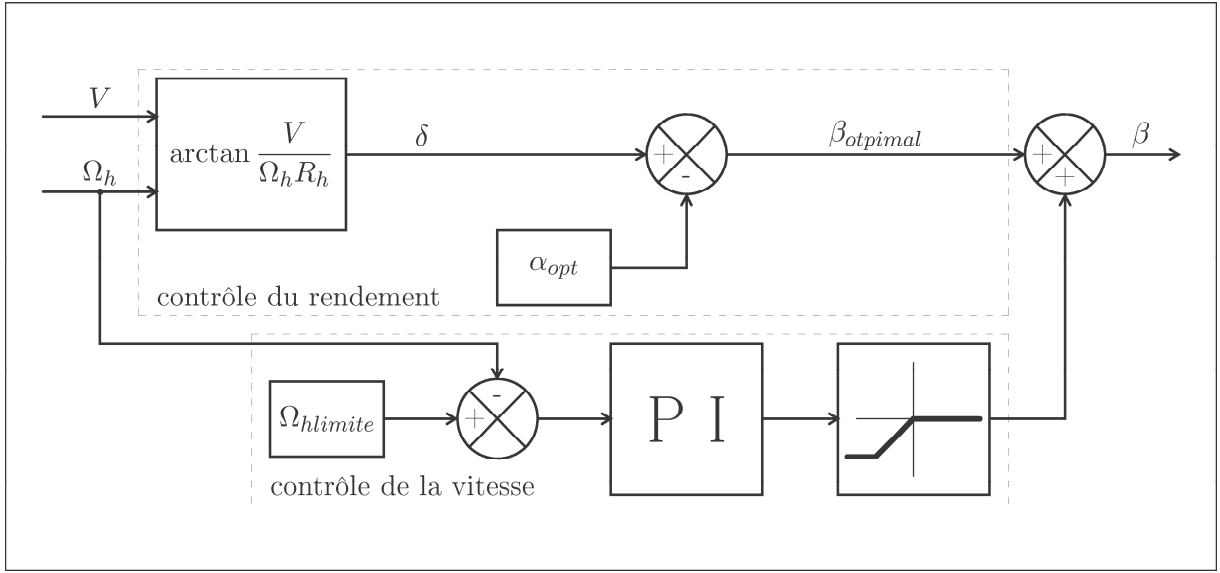 V
Ω_h
arctan V / Ω_h R_h
δ
+
-
β_otpimal
+
+
β
α_opt
contrôle du rendement
-
+
Ω_hlimite
P I
contrôle de la vitesse